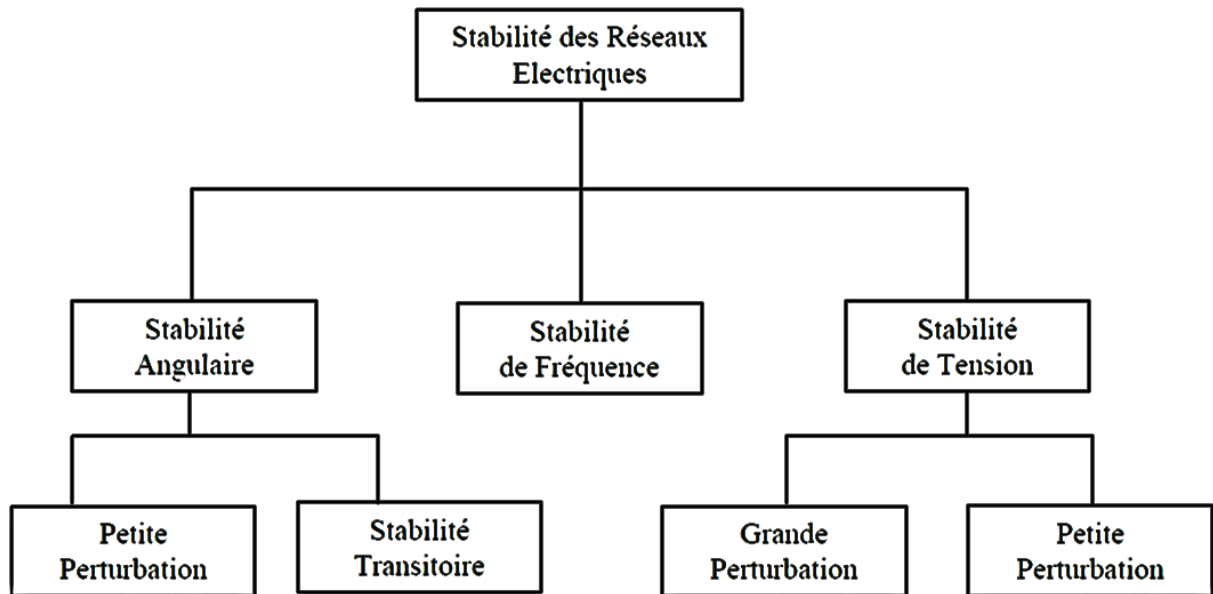 Stabilité des Réseaux
Electriques
Stabilité
Angulaire
Stabilité
de Fréquence
Stabilité
de Tension
Petite
Perturbation
Stabilité
Transitoire
Grande
Perturbation
Petite
Perturbation